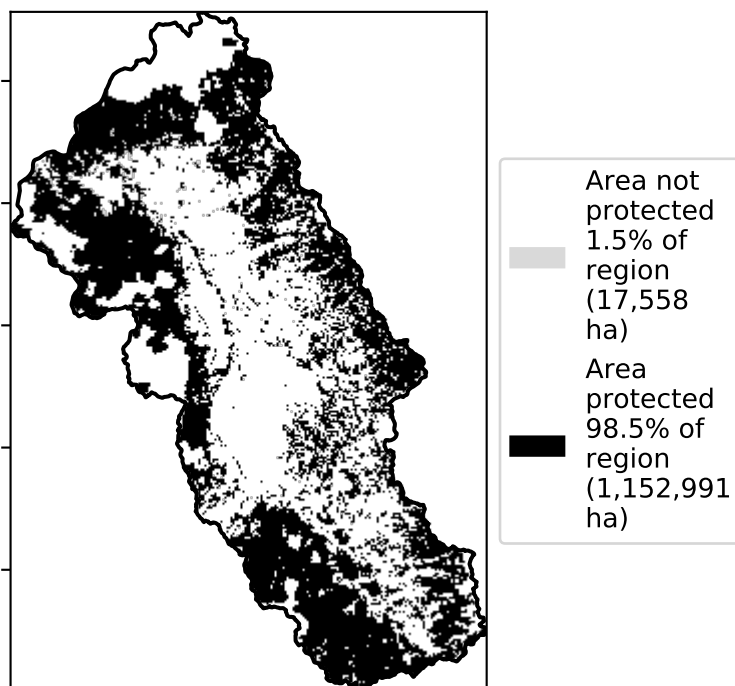 Area not
protected
1.5% of
region
(17,558
ha)
Area
protected
98.5% of
region
(1,152,991
ha)